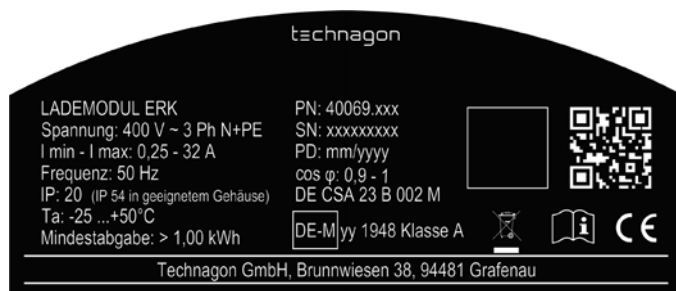 technagon
LADEMODUL ERK
Spannung: 400 V ~ 3 Ph N+PE
I min - I max: 0,25 - 32 A
Frequenz: 50 Hz
IP: 20 (IP 54 in geeignetem Gehäuse)
Ta: -25 ...+50°C
Mindestabgabe: > 1,00 kWh
PN: 40069.xxx
SN: xxxxxxxxx
PD: mm/yyyy
cos φ: 0,9 - 1
DE CSA 23 B 002 M
DE-M yy 1948 Klasse A
i
CE
Technagon GmbH, Brunnwiesen 38, 94481 Grafenau